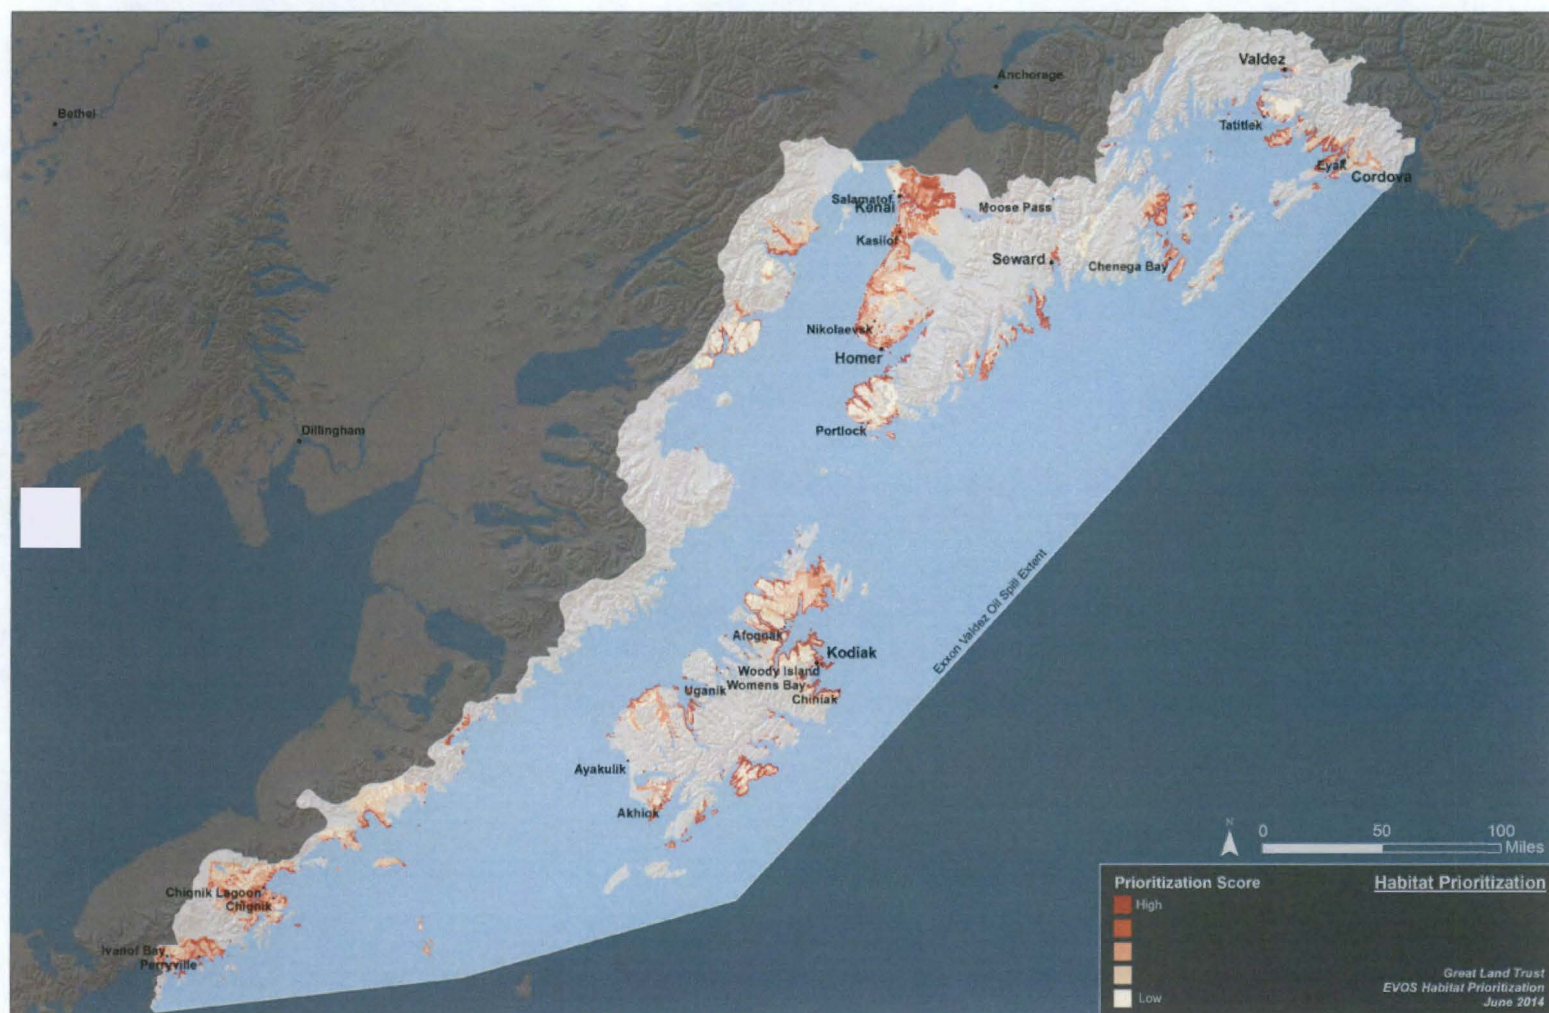 Valdez
Anchorage
Bethel
Tatitlek
Eyak
Cordova
Salamatof
Kenai
Moose Pass
Kasilof
Seward
Chenega Bay
Nikolaevsk
Homer
Portlock
Dillingham
Exxon Valdez Oil Spill Extent
Afognak
Kodiak
Woody Island
Womens Bay
Uganik
Chiniak
Ayakulik
Akhiok
N
0 50 100
Miles
Chignik Lagoon
Chignik
Ivanof Bay
Perryville
Prioritization Score
Habitat Prioritization
High
Low
Great Land Trust
EVOS Habitat Prioritization
June 2014